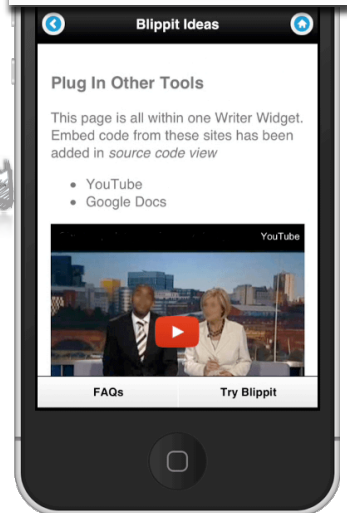 Blippit Ideas
Plug In Other Tools
This page is all within one Writer Widget.
Embed code from these sites has been
added in source code view
YouTube
Google Docs
YouTube
FAQs
Try Blippit